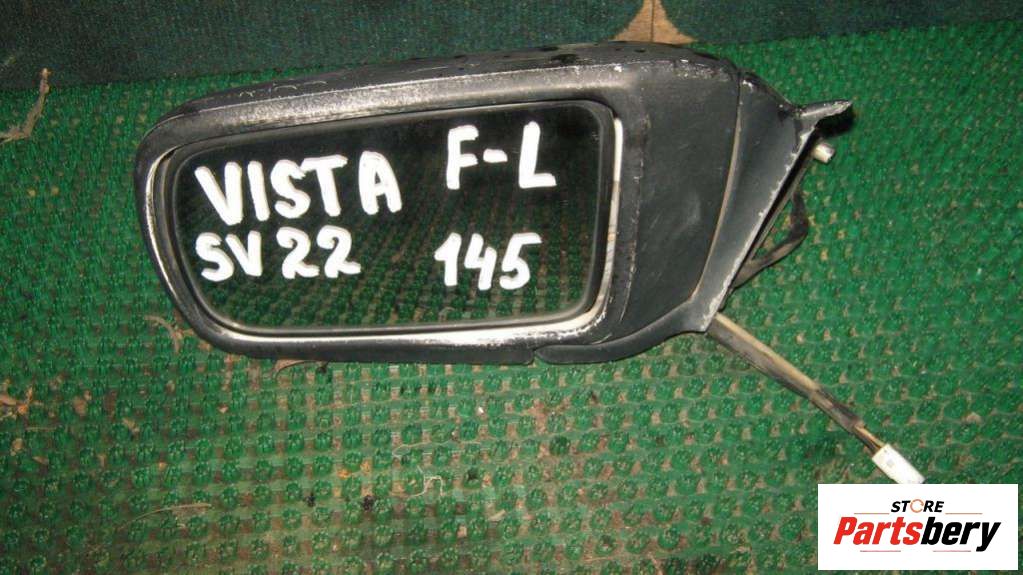 VISTA F-L
SV22 145
STORE
Partsbery